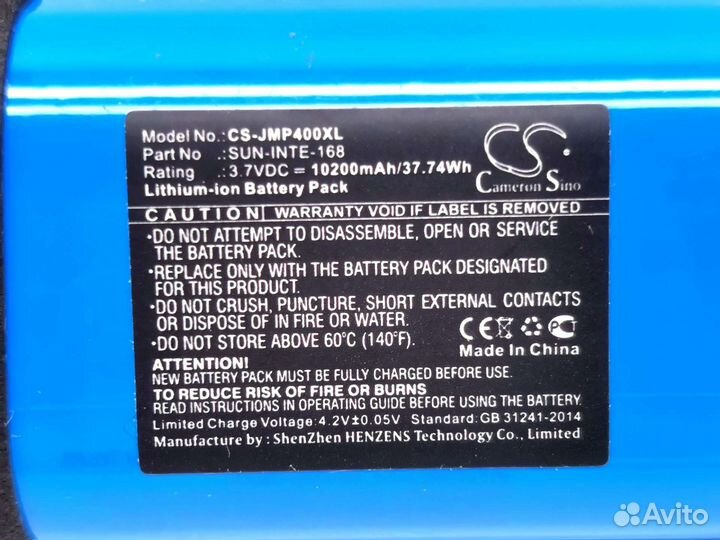 Model No.: CS-JMP400XL
Part No .: SUN-INTE-168
Rating .: 3.7VDC = 10200mAh/37.74Wh
Lithium-ion Battery Pack
CS
Cameron Sino
CAUTION WARRANTY VOID IF LABEL IS REMOVED
•DO NOT ATTEMPT TO DISASSEMBLE, OPEN OR SERVICE
THE BATTERY PACK.
•REPLACE ONLY WITH THE BATTERY PACK DESIGNATED
FOR THIS PRODUCT.
•DO NOT CRUSH, PUNCTURE, SHORT EXTERNAL CONTACTS
OR DISPOSE OF IN FIRE OR WATER.
•DO NOT STORE ABOVE 60°C (140°F).
CE
Made In China
ATTENTION!
NEW BATTERY PACK MUST BE FULLY CHARGED BEFORE USE.
TO REDUCE RISK OF FIRE OR BURNS
READ INSTRUCTIONS IN OPERATING GUIDE BEFORE USING THE BATTERY.
Limited Charge Voltage:4.2V±0.05V Standard:GB 31241-2014
Manufacture by : ShenZhen HENZENS Technology Co., Limited
Avito